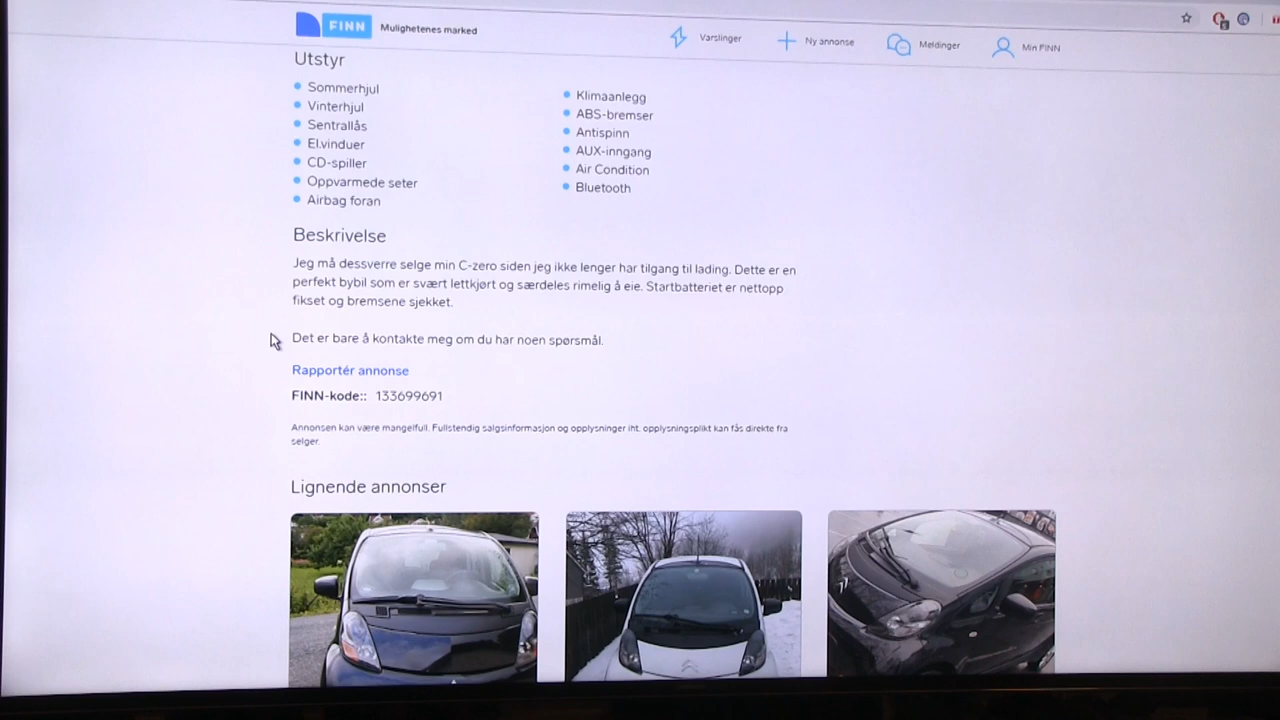 FINN Mulighetenes marked
Varslinger
Ny annonse
Meldinger
Min FINN
Utstyr
Sommerhjul
Vinterhjul
Sentrallås
El.vinduer
CD-spiller
Oppvarmede seter
Airbag foran
Klimaanlegg
ABS-bremser
Antispinn
AUX-inngang
Air Condition
Bluetooth
Beskrivelse
Jeg må dessverre selge min C-zero siden jeg ikke lenger har tilgang til lading. Dette er en
perfekt bybil som er svært lettkjørt og særdeles rimelig å eie. Startbatteriet er nettopp
fikset og bremsene sjekket.
Det er bare å kontakte meg om du har noen spørsmål.
Rapportér annonse
FINN-kode:: 133699691
Annonsen kan være mangelfull. Fullstendig salgsinformasjon og opplysninger iht. opplysningsplikt kan fås direkte fra
selger.
Lignende annonser